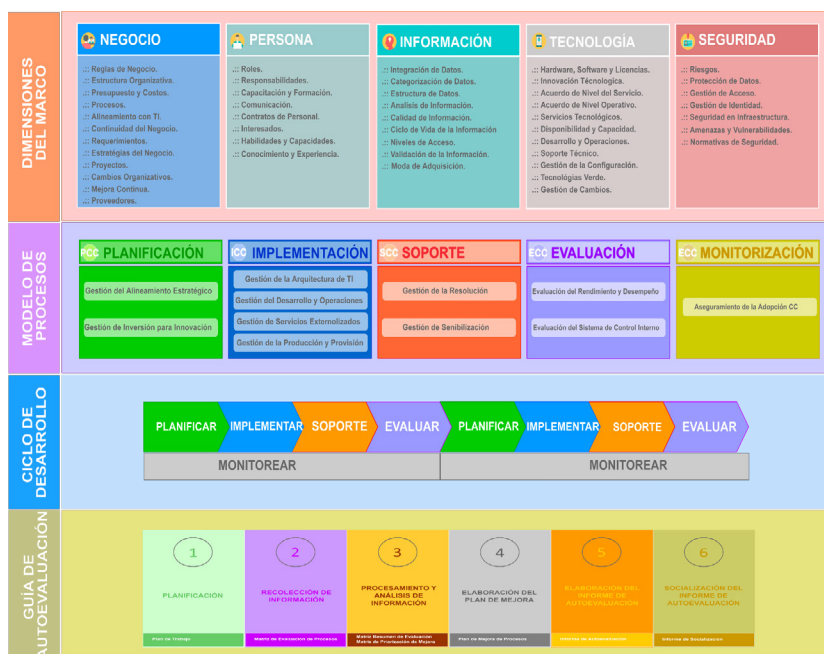 DIMENSIONES
DEL MARCO
NEGOCIO
.:: Reglas de Negocio.
.:: Estructura Organizativa.
.:: Presupuesto y Costos.
.:: Procesos.
.:: Alineamiento con TI.
.:: Continuidad del Negocio.
.:: Requerimientos.
.:: Estratégias del Negocio.
.:: Proyectos.
.:: Cambios Organizativos.
.:: Mejora Continua.
.:: Proveedores.
PERSONA
.:: Roles.
.:: Responsabilidades.
.:: Capacitación y Formación.
.:: Comunicación.
.:: Contratos de Personal.
.:: Interesados.
.:: Habilidades y Capacidades.
.:: Conocimiento y Experiencia.
INFORMACIÓN
.:: Integración de Datos.
.:: Categorización de Datos.
.:: Estructura de Datos.
.:: Analisis de Información.
.:: Calidad de Información.
.:: Ciclo de Vida de la Información
.:: Niveles de Acceso.
.:: Validación de la Información.
.:: Moda de Adquisición.
TECNOLOGÍA
.:: Hardware, Software y Licencias.
.:: Innovación Técnologica.
.:: Acuerdo de Nivel del Servicio.
.:: Acuerdo de Nivel Operativo.
.:: Servicios Tecnológicos.
.:: Disponibilidad y Capacidad.
.:: Desarrollo y Operaciones.
.:: Soporte Técnico.
.:: Gestión de la Configuración.
.:: Tecnológias Verde.
.:: Gestión de Cambios.
SEGURIDAD
.:: Riesgos.
.:: Protección de Datos.
.:: Gestión de Acceso.
.:: Gestión de Identidad.
.:: Seguridad en infraestructura.
.:: Amenazas y Vulnerabilidades.
.:: Normativas de Seguridad.
MODELO DE
PROCESOS
PCC PLANIFICACIÓN
Gestión del Alineamiento Estratégico
Gestión de Inversión para Innovación
ICC IMPLEMENTACIÓN
Gestión de la Arquitectura de TI
Gestión del Desarrollo y Operaciones
Gestión de Servicios Externolizados
Gestión de la Producción y Provisión
SCC SOPORTE
Gestión de la Resolución
Gestión de Senibilización
ECC EVALUACIÓN
Evaluación del Rendimiento y Desempeño
Evaluación del Sistema de Control Interno
ECC MONITORIZACIÓN
Aseguramiento de la Adopción CC
CICLO DE
DESARROLLO
PLANIFICAR IMPLEMENTAR SOPORTE EVALUAR PLANIFICAR IMPLEMENTAR SOPORTE EVALUAR
MONITOREAR MONITOREAR
GUÍA DE
AUTOEVALUACIÓN
1
PLANIFICACIÓN
Plan de Trabajo
2
RECOLECCIÓN DE
INFORMACIÓN
Matriz de Evaluacion de Procesos
3
PROCESAMIENTO Y
ANÁLISIS DE
INFORMACIÓN
Matriz Resumen de Evaluación
Matriz de Priorización de Mejora
4
ELABORACIÓN DEL
PLAN DE MEJORA
Plan de Mejora de Procesos
5
ELABORACIÓN DEL
INFORME DE
AUTOEVALUACIÓN
Informe de Autoevaluación
6
SOCIALIZACIÓN DEL
INFORME DE
AUTOEVALUACIÓN
Informe de Socialización